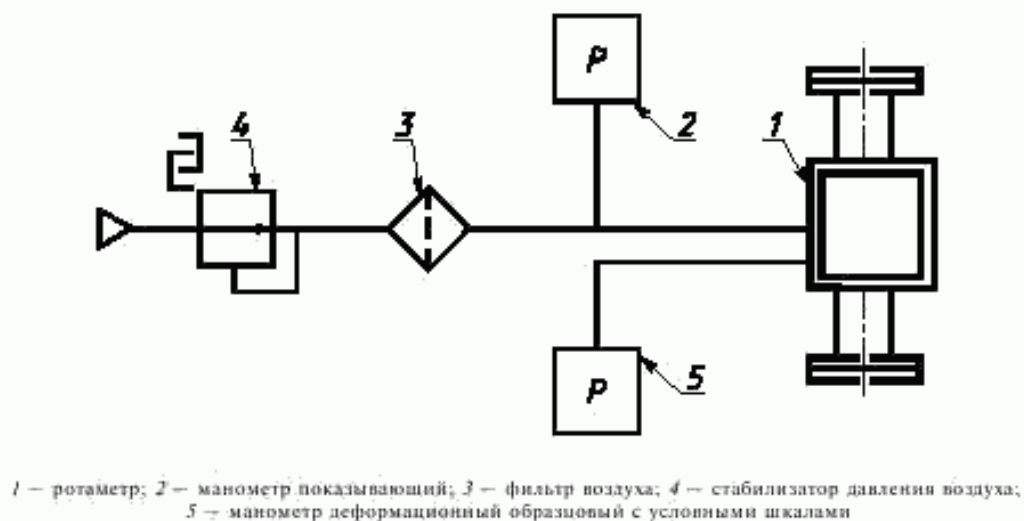 P
4
3
2
1
P
5
1 — ротаметр; 2 — манометр показывающий; 3 — фильтр воздуха; 4 — стабилизатор давления воздуха;
5 — манометр деформационный образцовый с условными шкалами